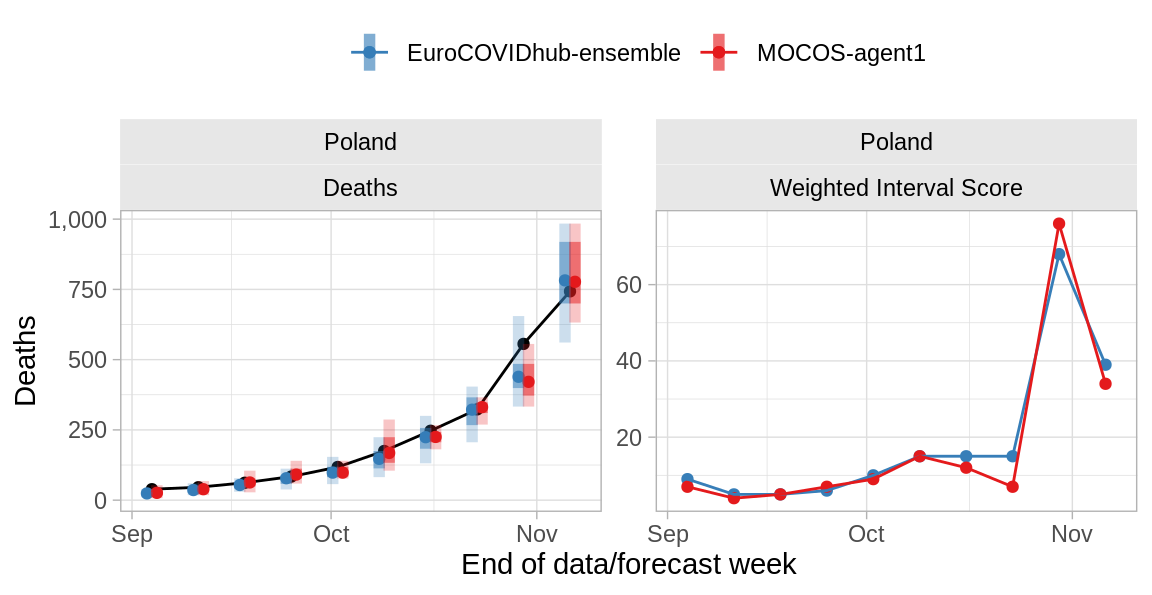 EuroCOVIDhub-ensemble MOCOS-agent1
Poland
Deaths
Poland
Weighted Interval Score
Deaths
1,000
750
500
250
0
Sep Oct Nov
60
40
20
Sep Oct Nov
End of data/forecast week